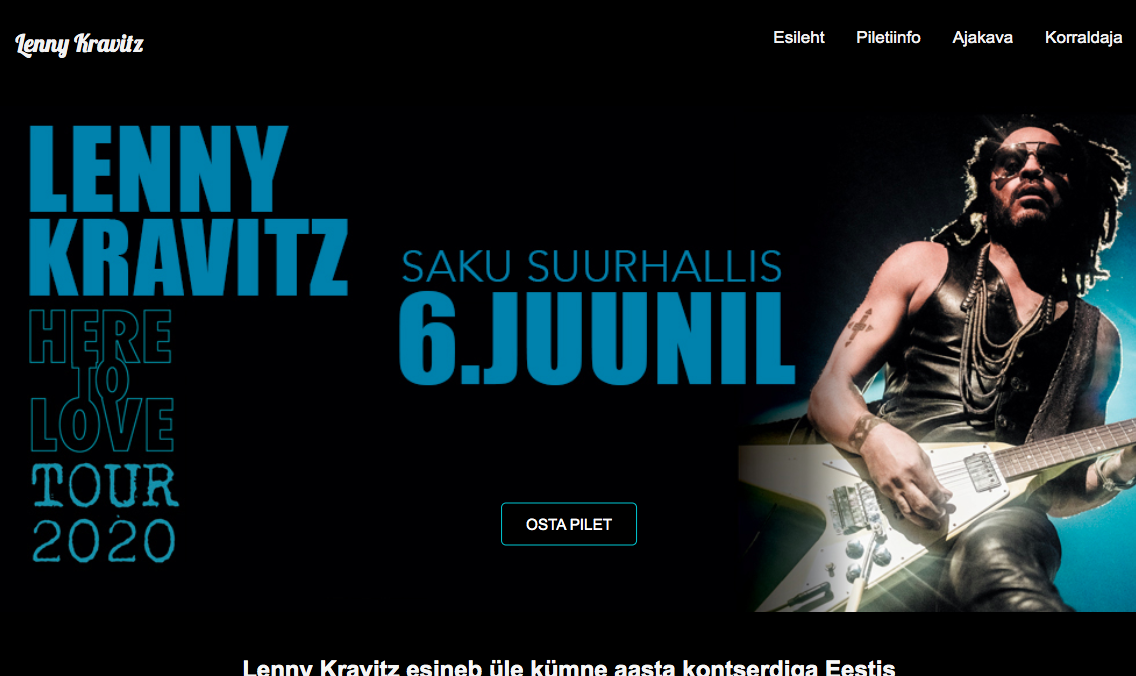 Lenny Kravitz
Esileht Piletiinfo Ajakava Korraldaja
LENNY
KRAVITZ
HERE
TO
LOVE
TOUR
2020
SAKU SUURHALLIS
6.JUUNIL
OSTA PILET
Lenny Kravitz esineb üle kümne aasta kontserdiga Eestis